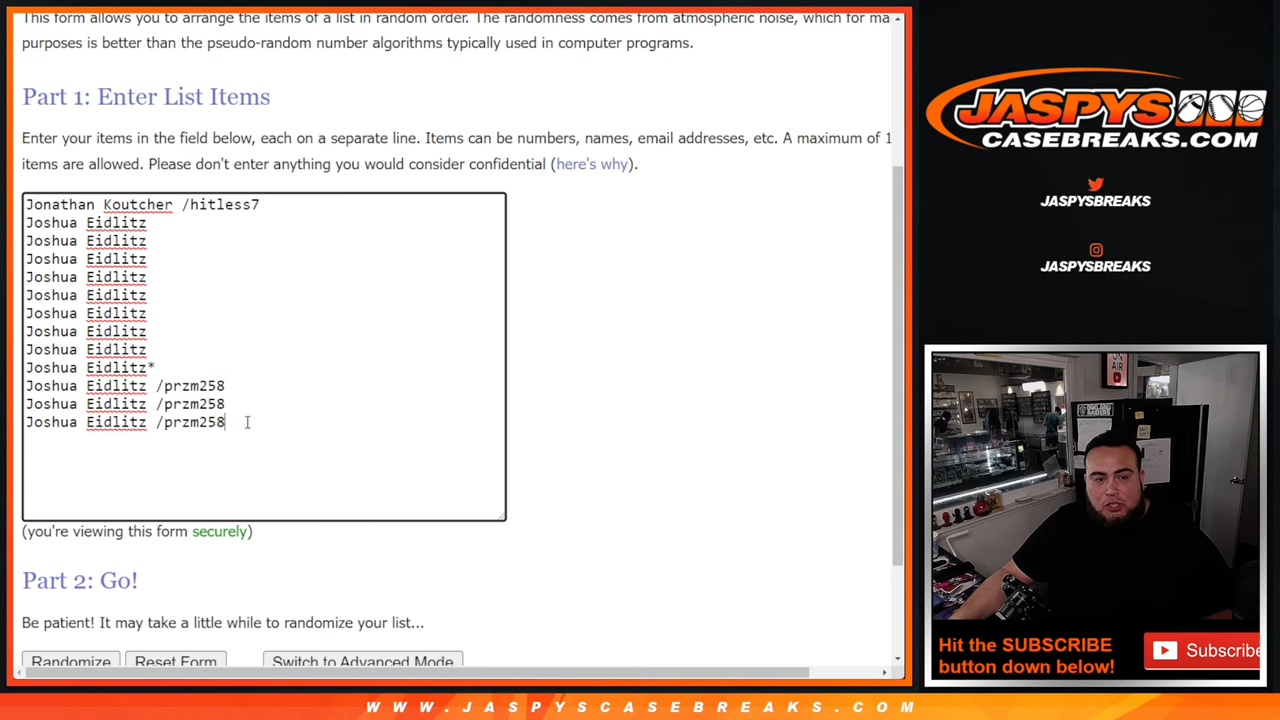 This form allows you to arrange the items of a list in random order. The randomness comes from atmospheric noise, which for ma
purposes is better than the pseudo-random number algorithms typically used in computer programs.
Part 1: Enter List Items
Enter your items in the field below, each on a separate line. Items can be numbers, names, email addresses, etc. A maximum of 1
items are allowed. Please don't enter anything you would consider confidential (here's why).
Jonathan Koutcher /hitless7
Joshua Eidlitz
Joshua Eidlitz
Joshua Eidlitz
Joshua Eidlitz
Joshua Eidlitz
Joshua Eidlitz
Joshua Eidlitz
Joshua Eidlitz
Joshua Eidlitz*
Joshua Eidlitz /przm258
Joshua Eidlitz /przm258
Joshua Eidlitz /przm258
(you're viewing this form securely)
Part 2: Go!
Be patient! It may take a little while to randomize your list...
Randomize Reset Form Switch to Advanced Mode
JASPYS
CASEBREAKS.COM
JASPYSBREAKS
JASPYSBREAKS
ON
AIR
OAKLAND
RAIDERS
Hit the SUBSCRIBE
button down below!
Subscribe
WWW.JASPYSCASEBREAKS.COM